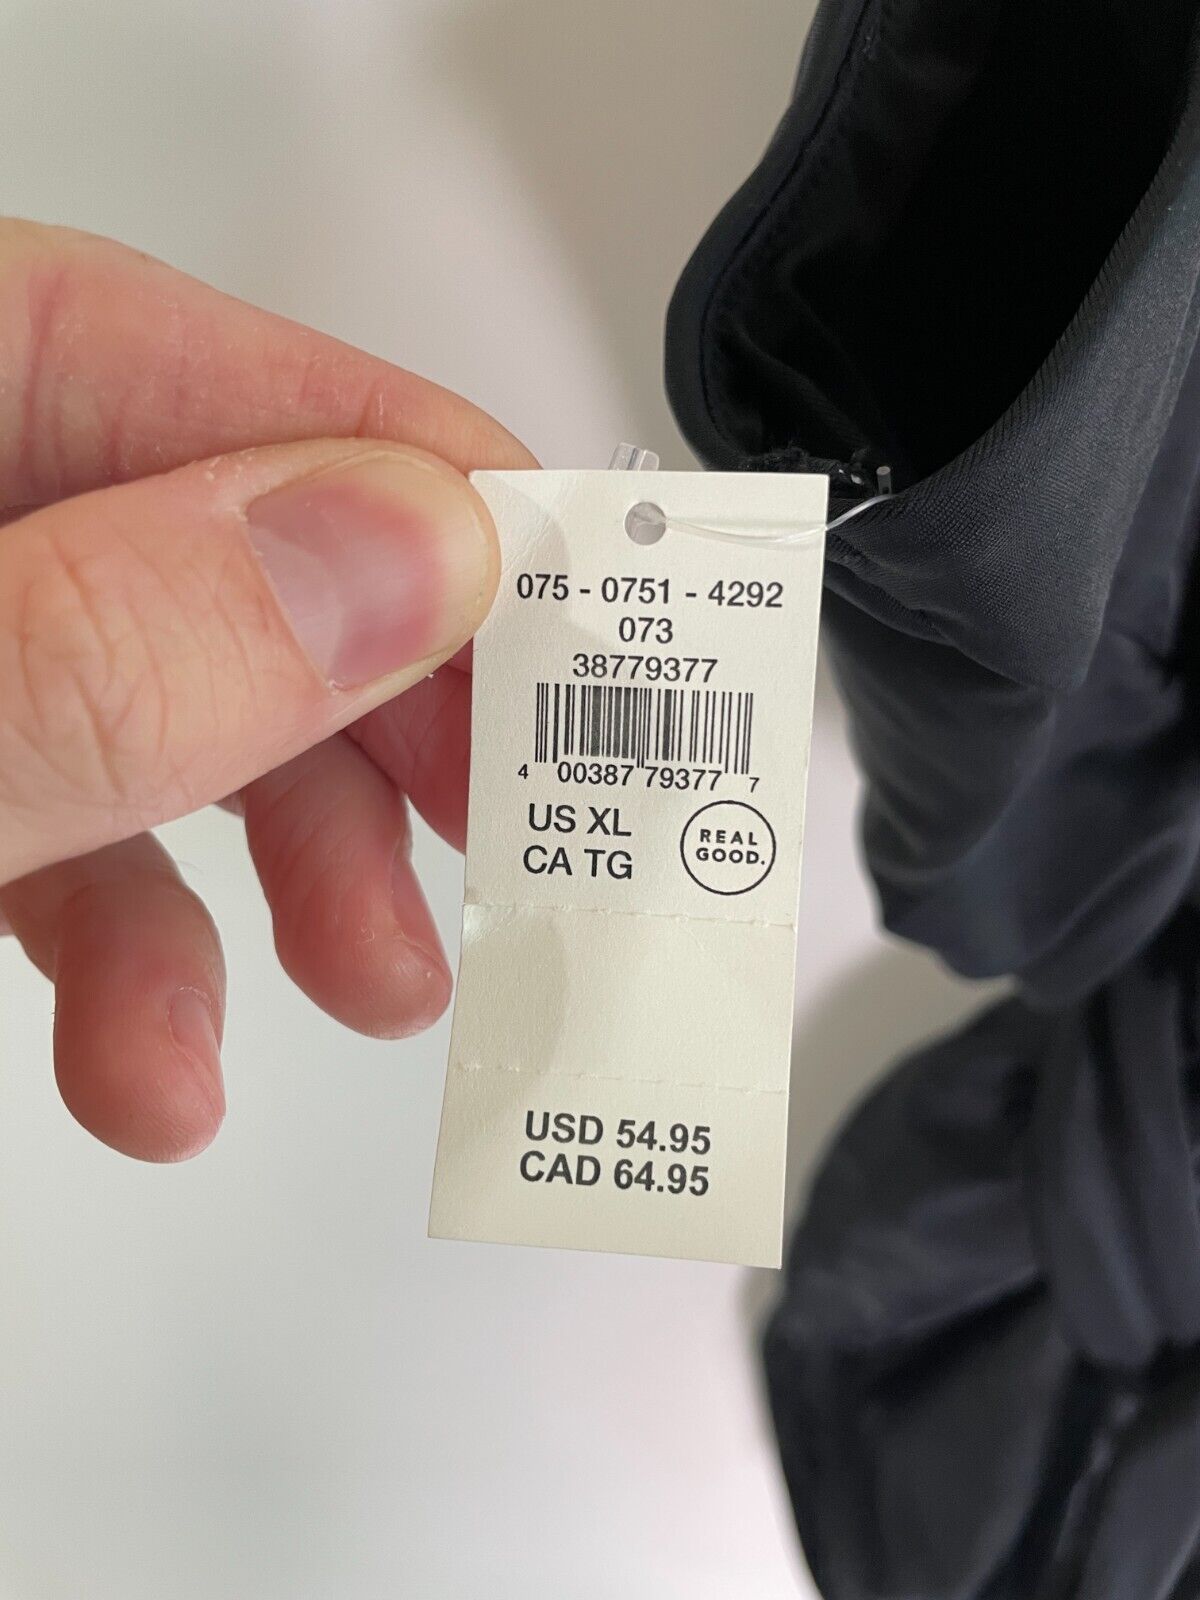 075 - 0751 - 4292
073
38779377
4 00387 79377 7
US XL
CA TG
REAL
GOOD.
USD 54.95
CAD 64.95